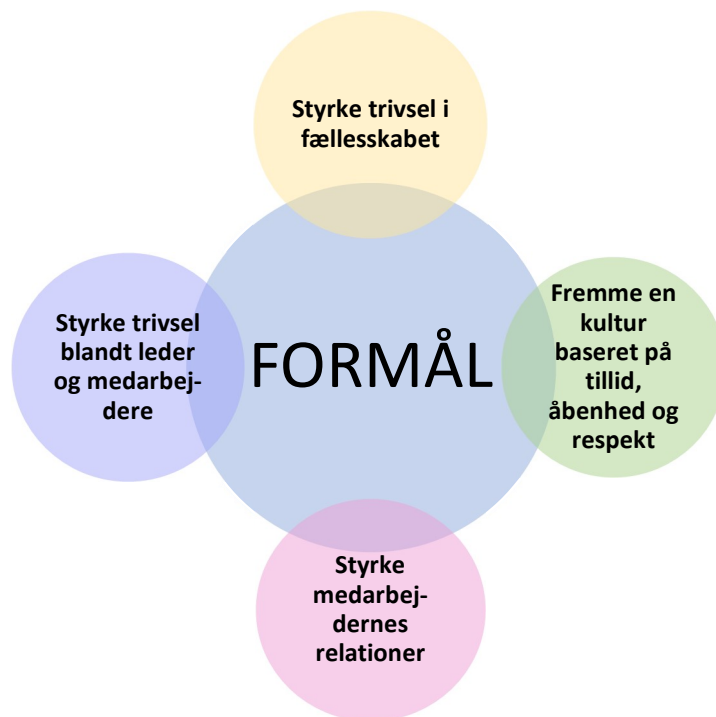 Styrke trivsel i
fællesskabet
Styrke trivsel
blandt leder
og medarbej-
dere
FORMÅL
Fremme en
kultur
baseret på
tillid,
åbenhed og
respekt
Styrke
medarbej-
dernes
relationer